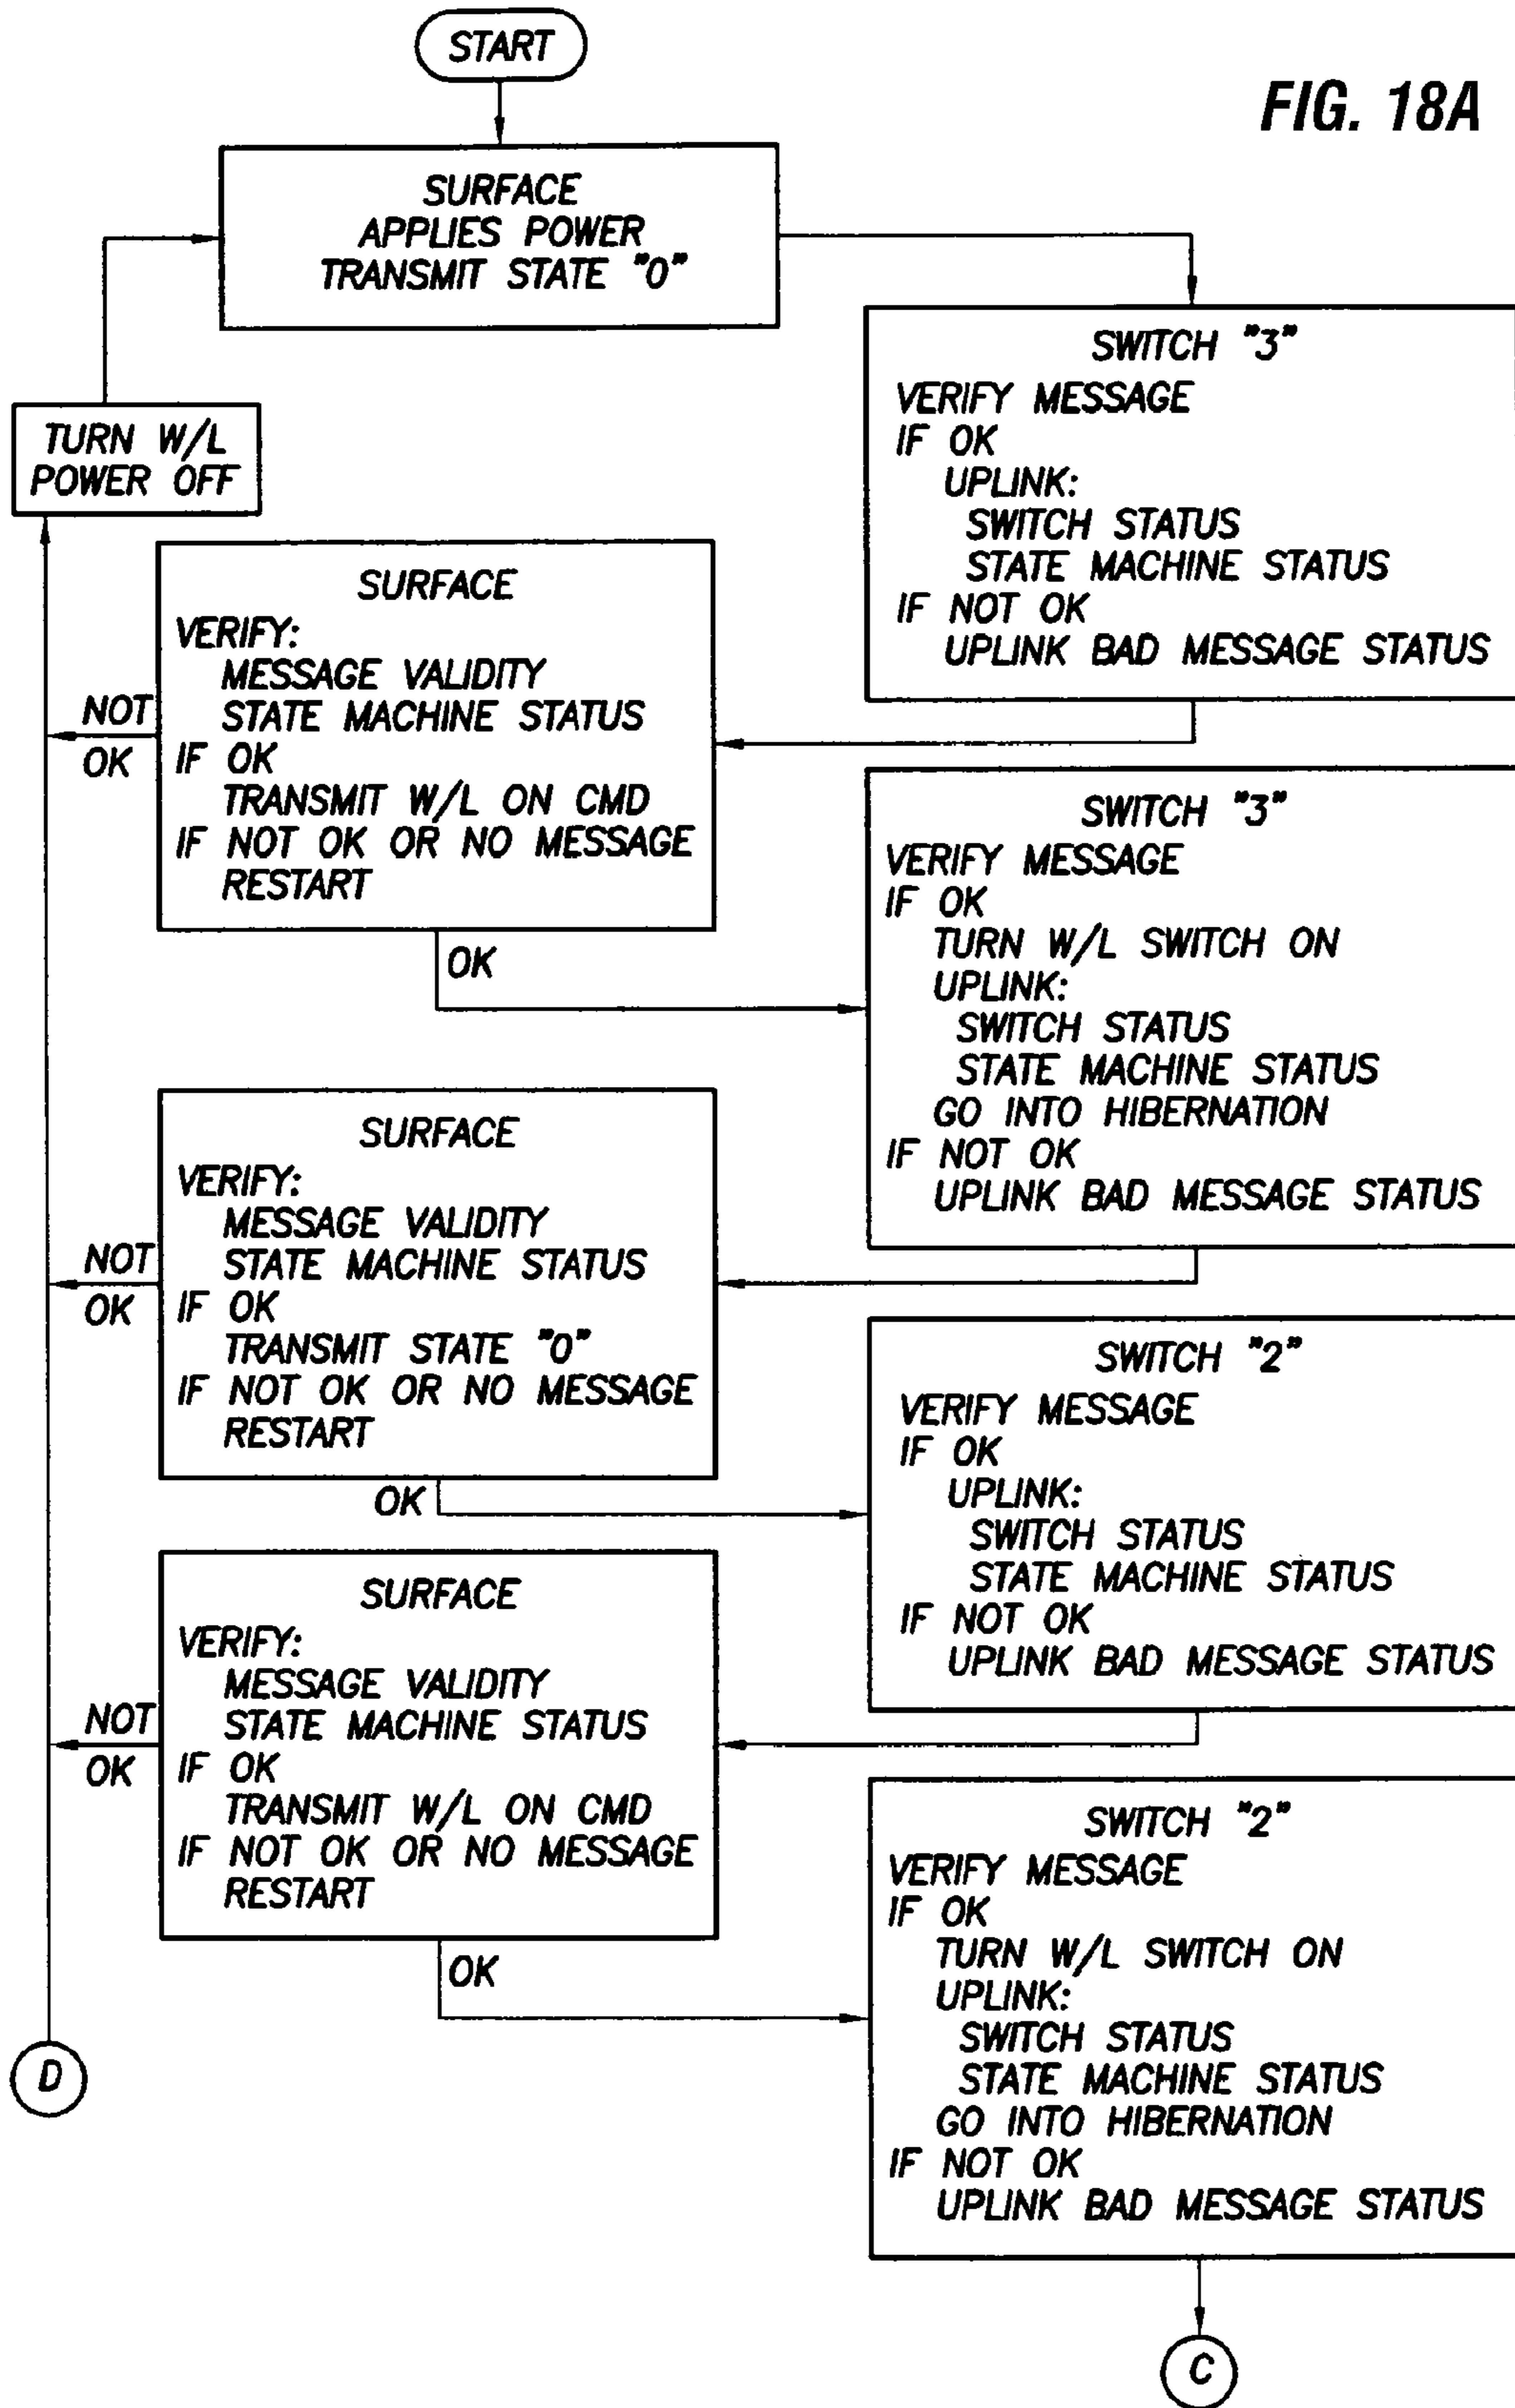 START
FIG. 18A
SURFACE
APPLIES POWER
TRANSMIT STATE "0"
TURN W/L
POWER OFF
SWITCH "3"
VERIFY MESSAGE
IF OK
UPLINK:
SWITCH STATUS
STATE MACHINE STATUS
IF NOT OK
UPLINK BAD MESSAGE STATUS
SURFACE
VERIFY:
MESSAGE VALIDITY
STATE MACHINE STATUS
IF OK
TRANSMIT W/L ON CMD
IF NOT OK OR NO MESSAGE
RESTART
NOT
OK
OK
SWITCH "3"
VERIFY MESSAGE
IF OK
TURN W/L SWITCH ON
UPLINK:
SWITCH STATUS
STATE MACHINE STATUS
GO INTO HIBERNATION
IF NOT OK
UPLINK BAD MESSAGE STATUS
SURFACE
VERIFY:
MESSAGE VALIDITY
STATE MACHINE STATUS
IF OK
TRANSMIT STATE "0"
IF NOT OK OR NO MESSAGE
RESTART
NOT
OK
OK
SWITCH "2"
VERIFY MESSAGE
IF OK
UPLINK:
SWITCH STATUS
STATE MACHINE STATUS
IF NOT OK
UPLINK BAD MESSAGE STATUS
SURFACE
VERIFY:
MESSAGE VALIDITY
STATE MACHINE STATUS
IF OK
TRANSMIT W/L ON CMD
IF NOT OK OR NO MESSAGE
RESTART
NOT
OK
OK
SWITCH "2"
VERIFY MESSAGE
IF OK
TURN W/L SWITCH ON
UPLINK:
SWITCH STATUS
STATE MACHINE STATUS
GO INTO HIBERNATION
IF NOT OK
UPLINK BAD MESSAGE STATUS
D
C